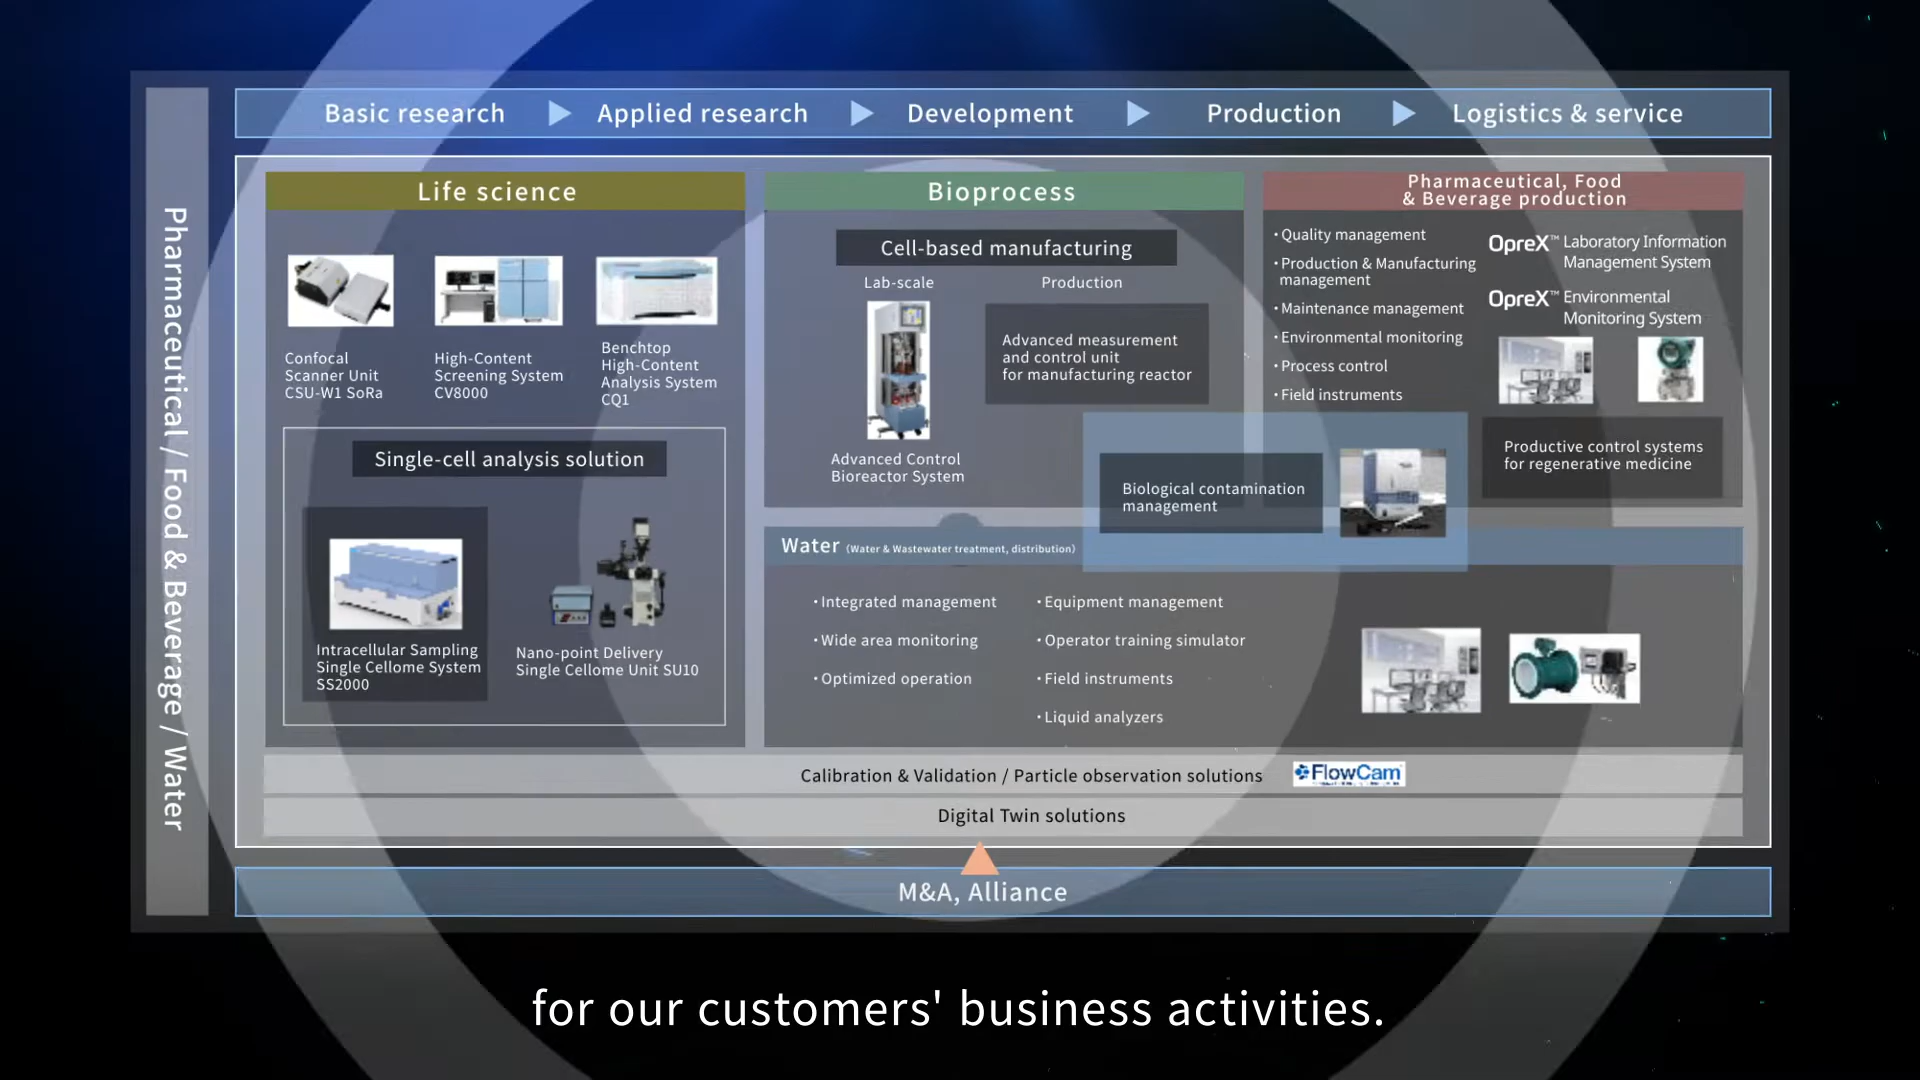 Pharmaceutical / Food & Beverage / Water
Basic research
Applied research
Development
Production
Logistics & service
Life science
Confocal
Scanner Unit
CSU-W1 SoRa
High-Content
Screening System
CV8000
Benchtop
High-Content
Analysis System
CQ1
Single-cell analysis solution
Intracellular Sampling
Single Cellome System
SS2000
Nano-point Delivery
Single Cellome Unit SU10
Bioprocess
Cell-based manufacturing
Lab-scale
Production
Advanced measurement
and control unit
for manufacturing reactor
Advanced Control
Bioreactor System
Pharmaceutical, Food
& Beverage production
・Quality management
・Production & Manufacturing
management
・Maintenance management
・Environmental monitoring
・Process control
・Field instruments
OpreX™ Laboratory Information
Management System
OpreX™ Environmental
Monitoring System
Productive control systems
for regenerative medicine
Biological contamination
management
Water (Water & Wastewater treatment, distribution)
・Integrated management
・Wide area monitoring
・Optimized operation
・Equipment management
・Operator training simulator
・Field instruments
・Liquid analyzers
Calibration & Validation / Particle observation solutions
FlowCam
Digital Twin solutions
M&A, Alliance
for our customers' business activities.